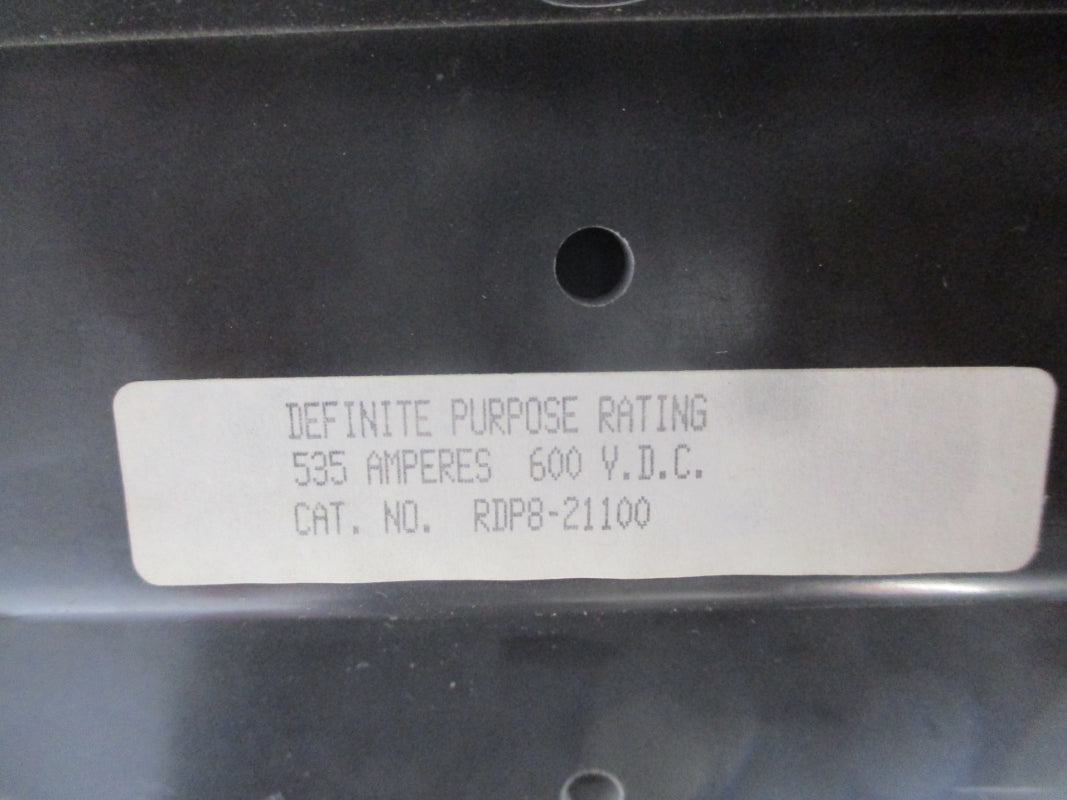 DEFINITE PURPOSE RATING
535 AMPERES 600 V.D.C.
CAT. NO. RDP8-21100